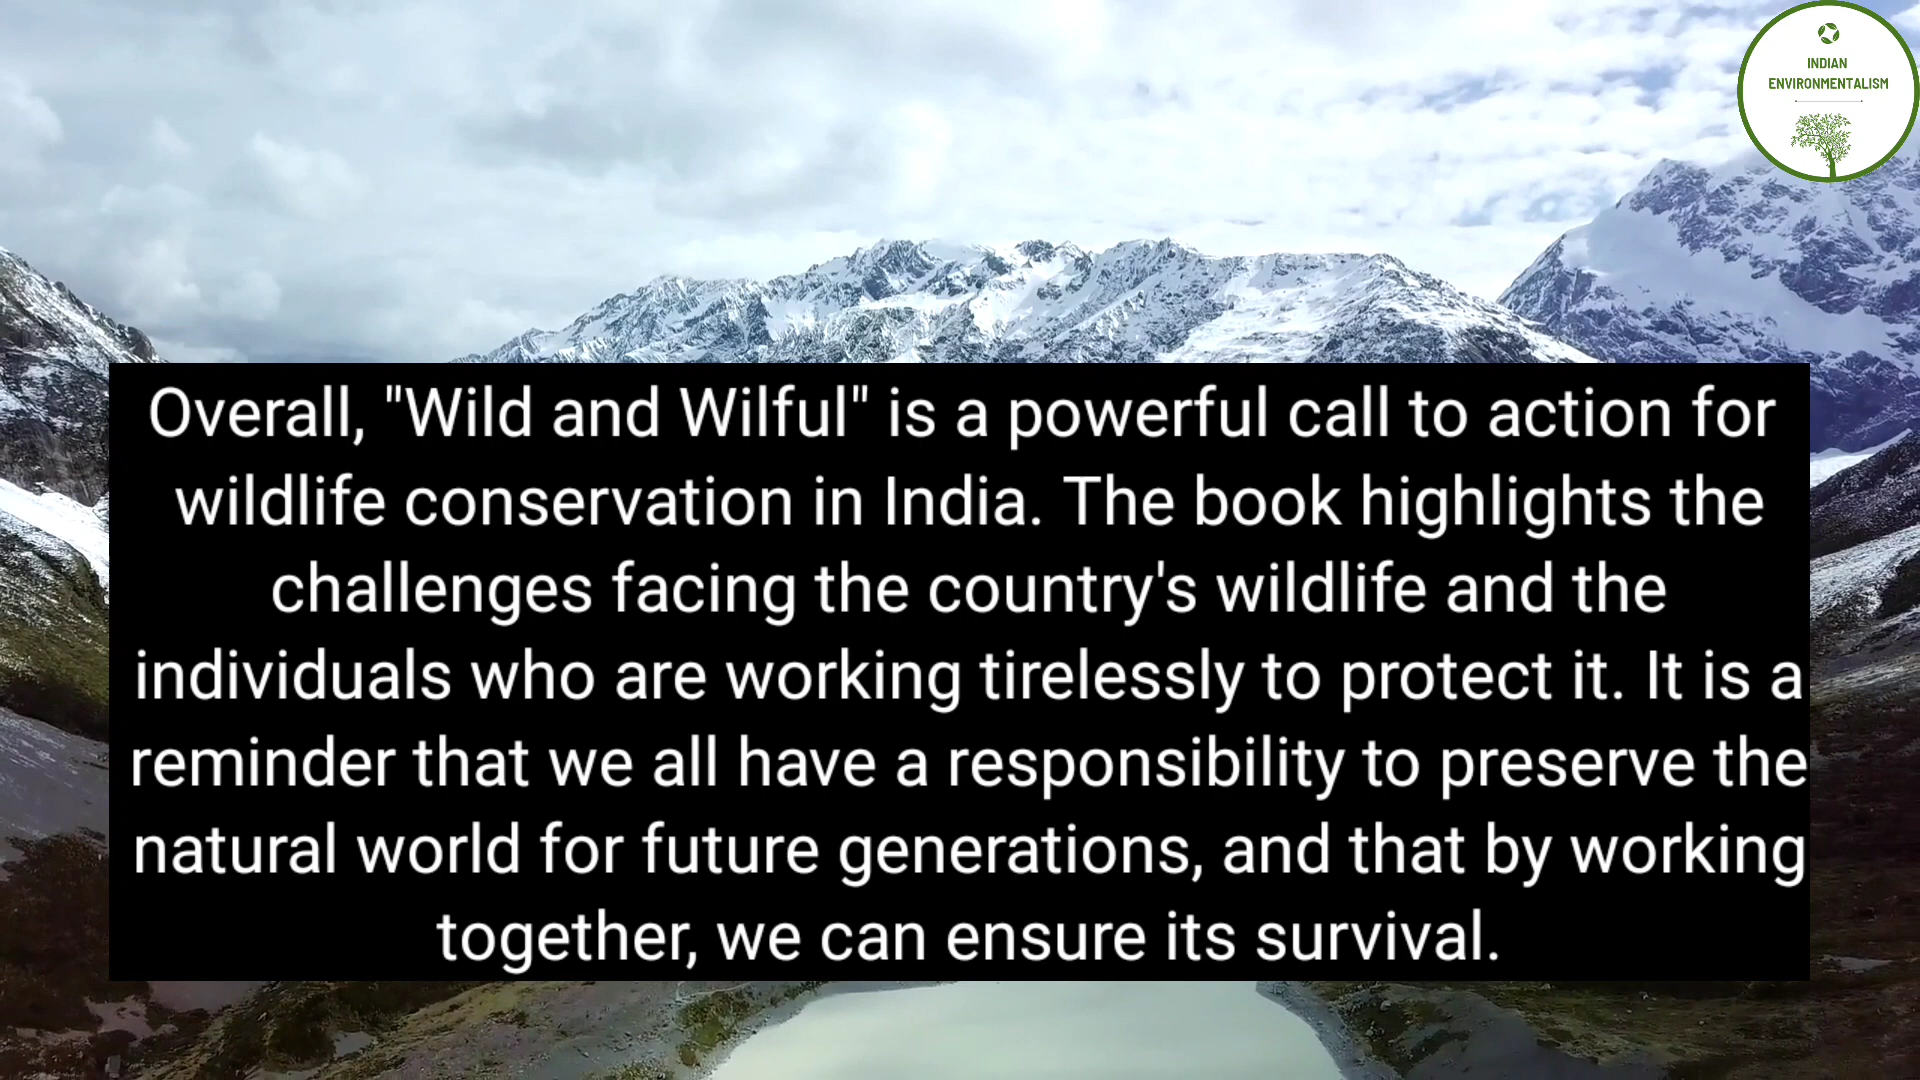 INDIAN
ENVIRONMENTALISM
Overall, "Wild and Wilful" is a powerful call to action for
wildlife conservation in India. The book highlights the
challenges facing the country's wildlife and the
individuals who are working tirelessly to protect it. It is a
reminder that we all have a responsibility to preserve the
natural world for future generations, and that by working
together, we can ensure its survival.